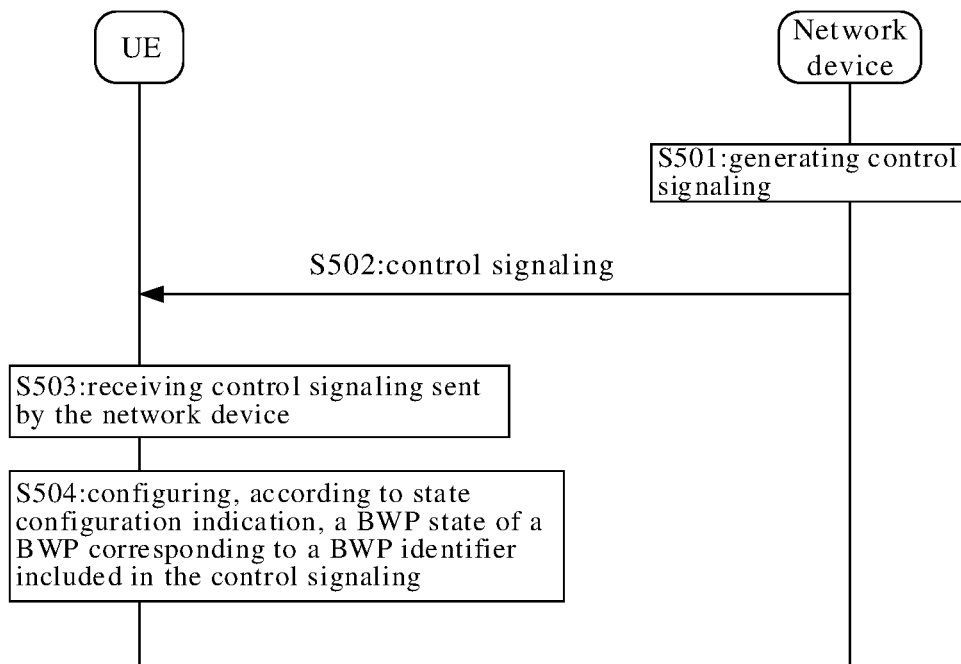 UE
Network
device
S501:generating control
signaling
S502:control signaling
S503:receiving control signaling sent
by the network device
S504:configuring, according to state
configuration indication, a BWP state of a
BWP corresponding to a BWP identifier
included in the control signaling